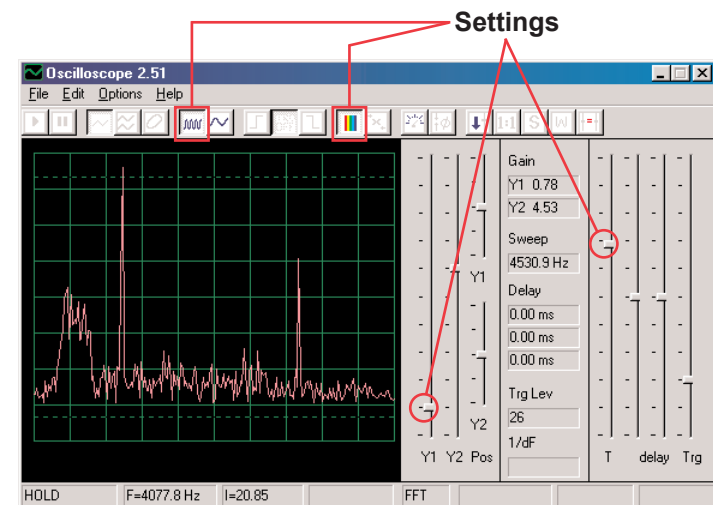 Settings
Oscilloscope 2.51
File Edit Options Help
1:1 S W
Gain
Y1 0.78
Y2 4.53
Sweep
4530.9 Hz
Y1
Delay
0.00 ms
0.00 ms
0.00 ms
Trg Lev
26
Y2
1/dF
Y1 Y2 Pos T delay Trg
HOLD F=4077.8 Hz I=20.85 FFT